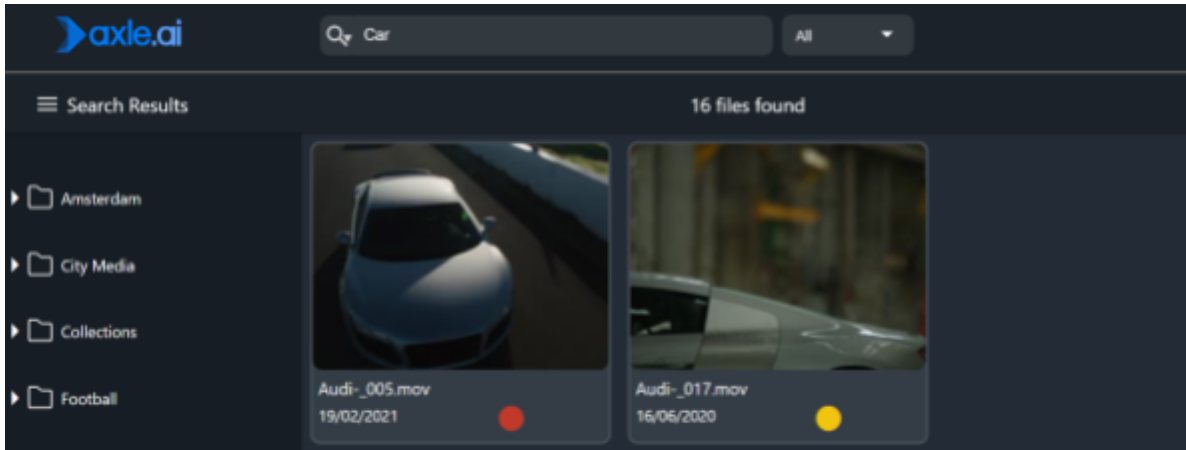 axle.ai
Car
All
Search Results
16 files found
Amsterdam
City Media
Collections
Football
Audi-_005.mov
19/02/2021
Audi-_017.mov
16/06/2020